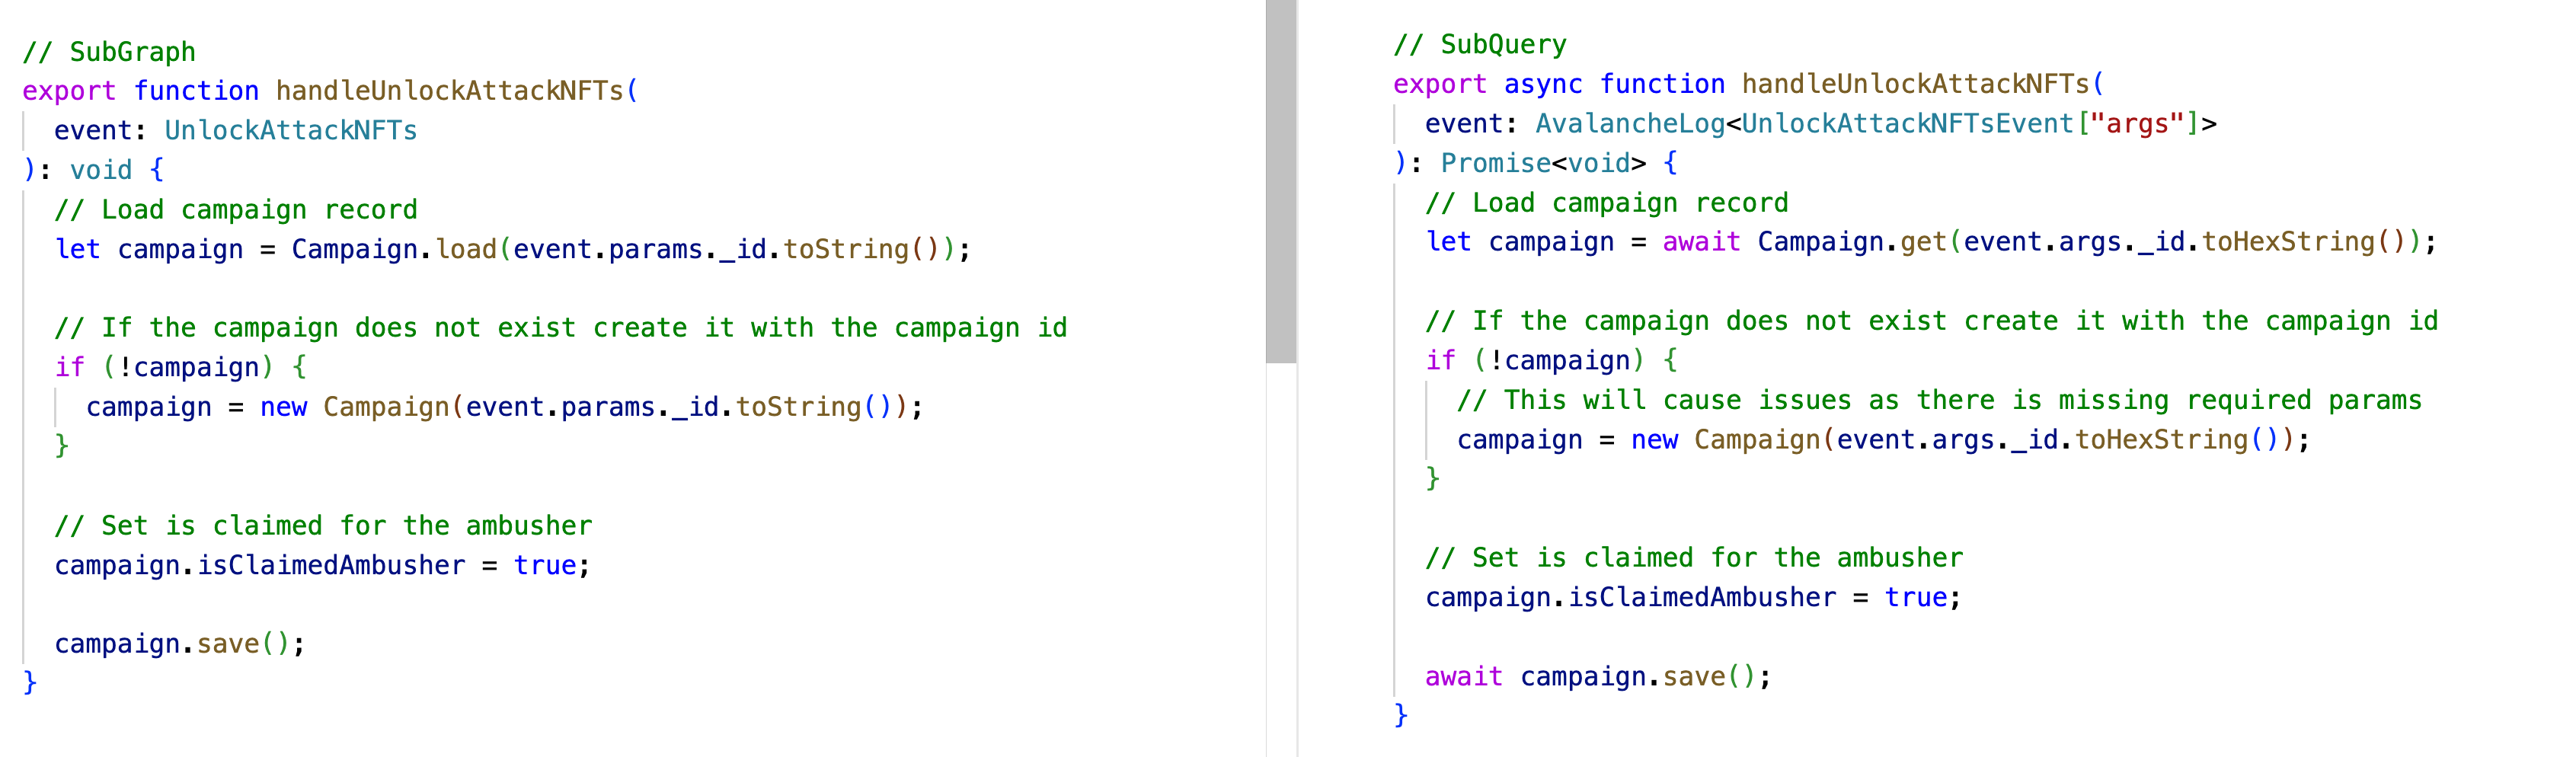 // SubGraph
export function handleUnlockAttackNFTs(
  event: UnlockAttackNFTs
): void {
  // Load campaign record
  let campaign = Campaign.load(event.params._id.toString());

  // If the campaign does not exist create it with the campaign id
  if (!campaign) {
    campaign = new Campaign(event.params._id.toString());
  }

  // Set is claimed for the ambusher
  campaign.isClaimedAmbusher = true;

  campaign.save();
}
// SubQuery
export async function handleUnlockAttackNFTs(
  event: AvalancheLog<UnlockAttackNFTsEvent["args"]>
): Promise<void> {
  // Load campaign record
  let campaign = await Campaign.get(event.args._id.toHexString());

  // If the campaign does not exist create it with the campaign id
  if (!campaign) {
    // This will cause issues as there is missing required params
    campaign = new Campaign(event.args._id.toHexString());
  }

  // Set is claimed for the ambusher
  campaign.isClaimedAmbusher = true;

  await campaign.save();
}